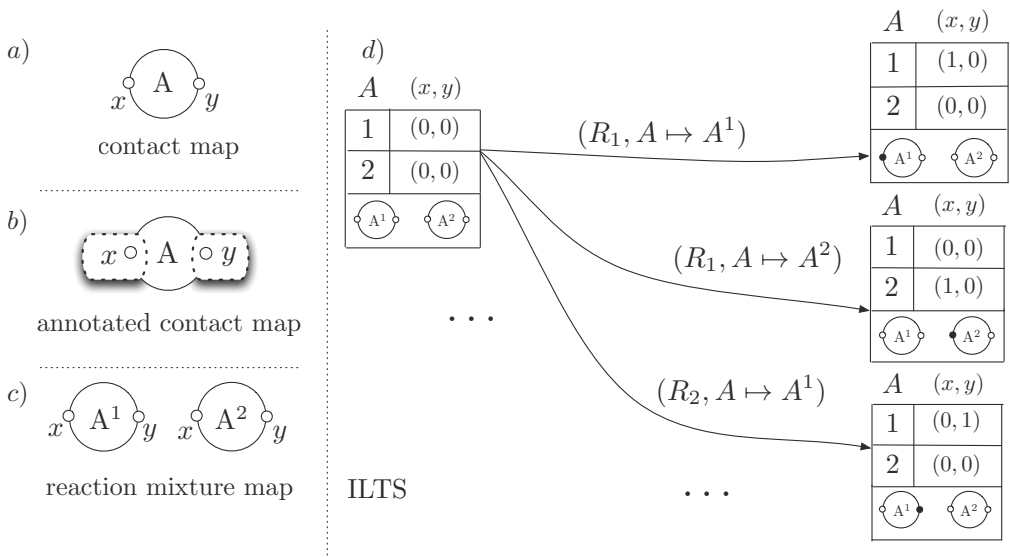 a)
A
x
y
contact map
b)
x
A
y
annotated contact map
c)
A¹
A²
x
y
x
y
reaction mixture map
d)
A (x, y)
1 (0, 0)
2 (0, 0)
A¹ A²
(R₁, A ↦ A¹)
A (x, y)
1 (1, 0)
2 (0, 0)
A¹ A²
(R₁, A ↦ A²)
A (x, y)
1 (0, 0)
2 (1, 0)
A¹ A²
. . .
(R₂, A ↦ A¹)
A (x, y)
1 (0, 1)
2 (0, 0)
A¹ A²
ILTS
. . .